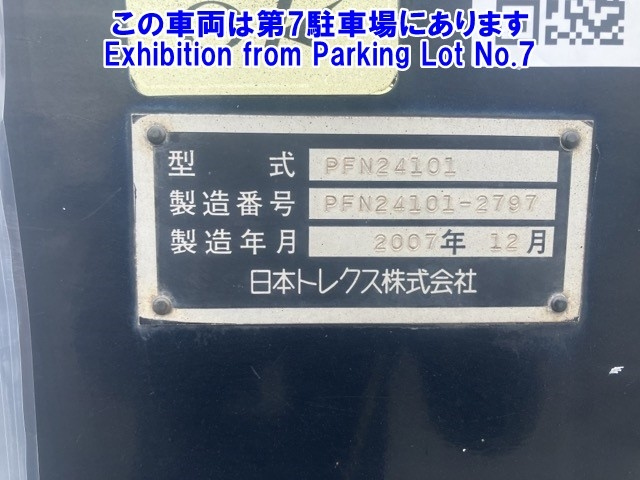 この車両は第7駐車場にあります
Exhibition from Parking Lot No.7
型 式 PFN24101
製造番号 PFN24101-2797
製造年月 2007年 12月
日本トレクス株式会社